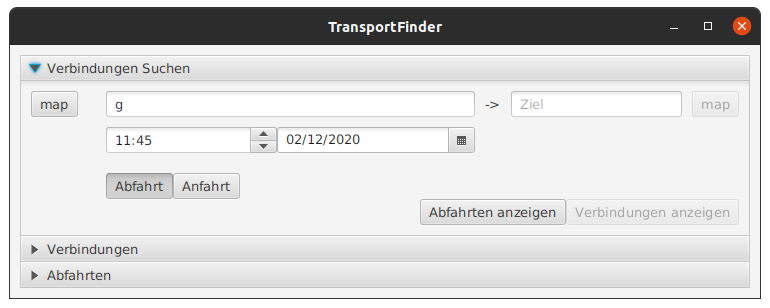 TransportFinder
Verbindungen Suchen
map g -> Ziel map
11:45 02/12/2020
Abfahrt Anfahrt
Abfahrten anzeigen Verbindungen anzeigen
Verbindungen
Abfahrten